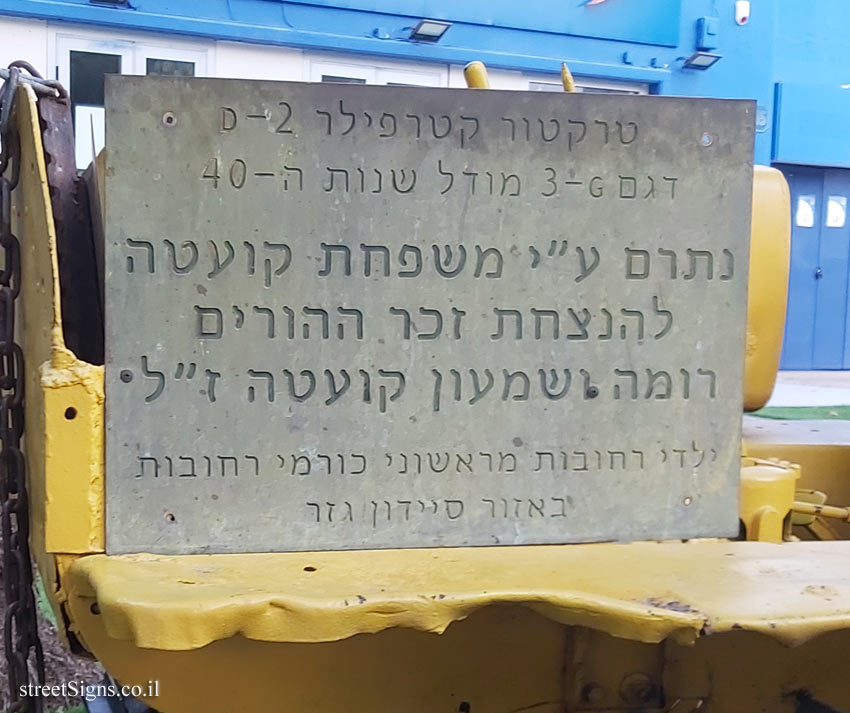 טרקטור קטרפילר D-2
דגם 3-G מודל שנות ה-40
נתרם ע"י משפחת קועטה
להנצחת זכר ההורים
רומה ושמעון קועטה ז"ל
ילדי רחובות מראשוני כורמי רחובות
באזור סיידון/גזר
streetSigns.co.il